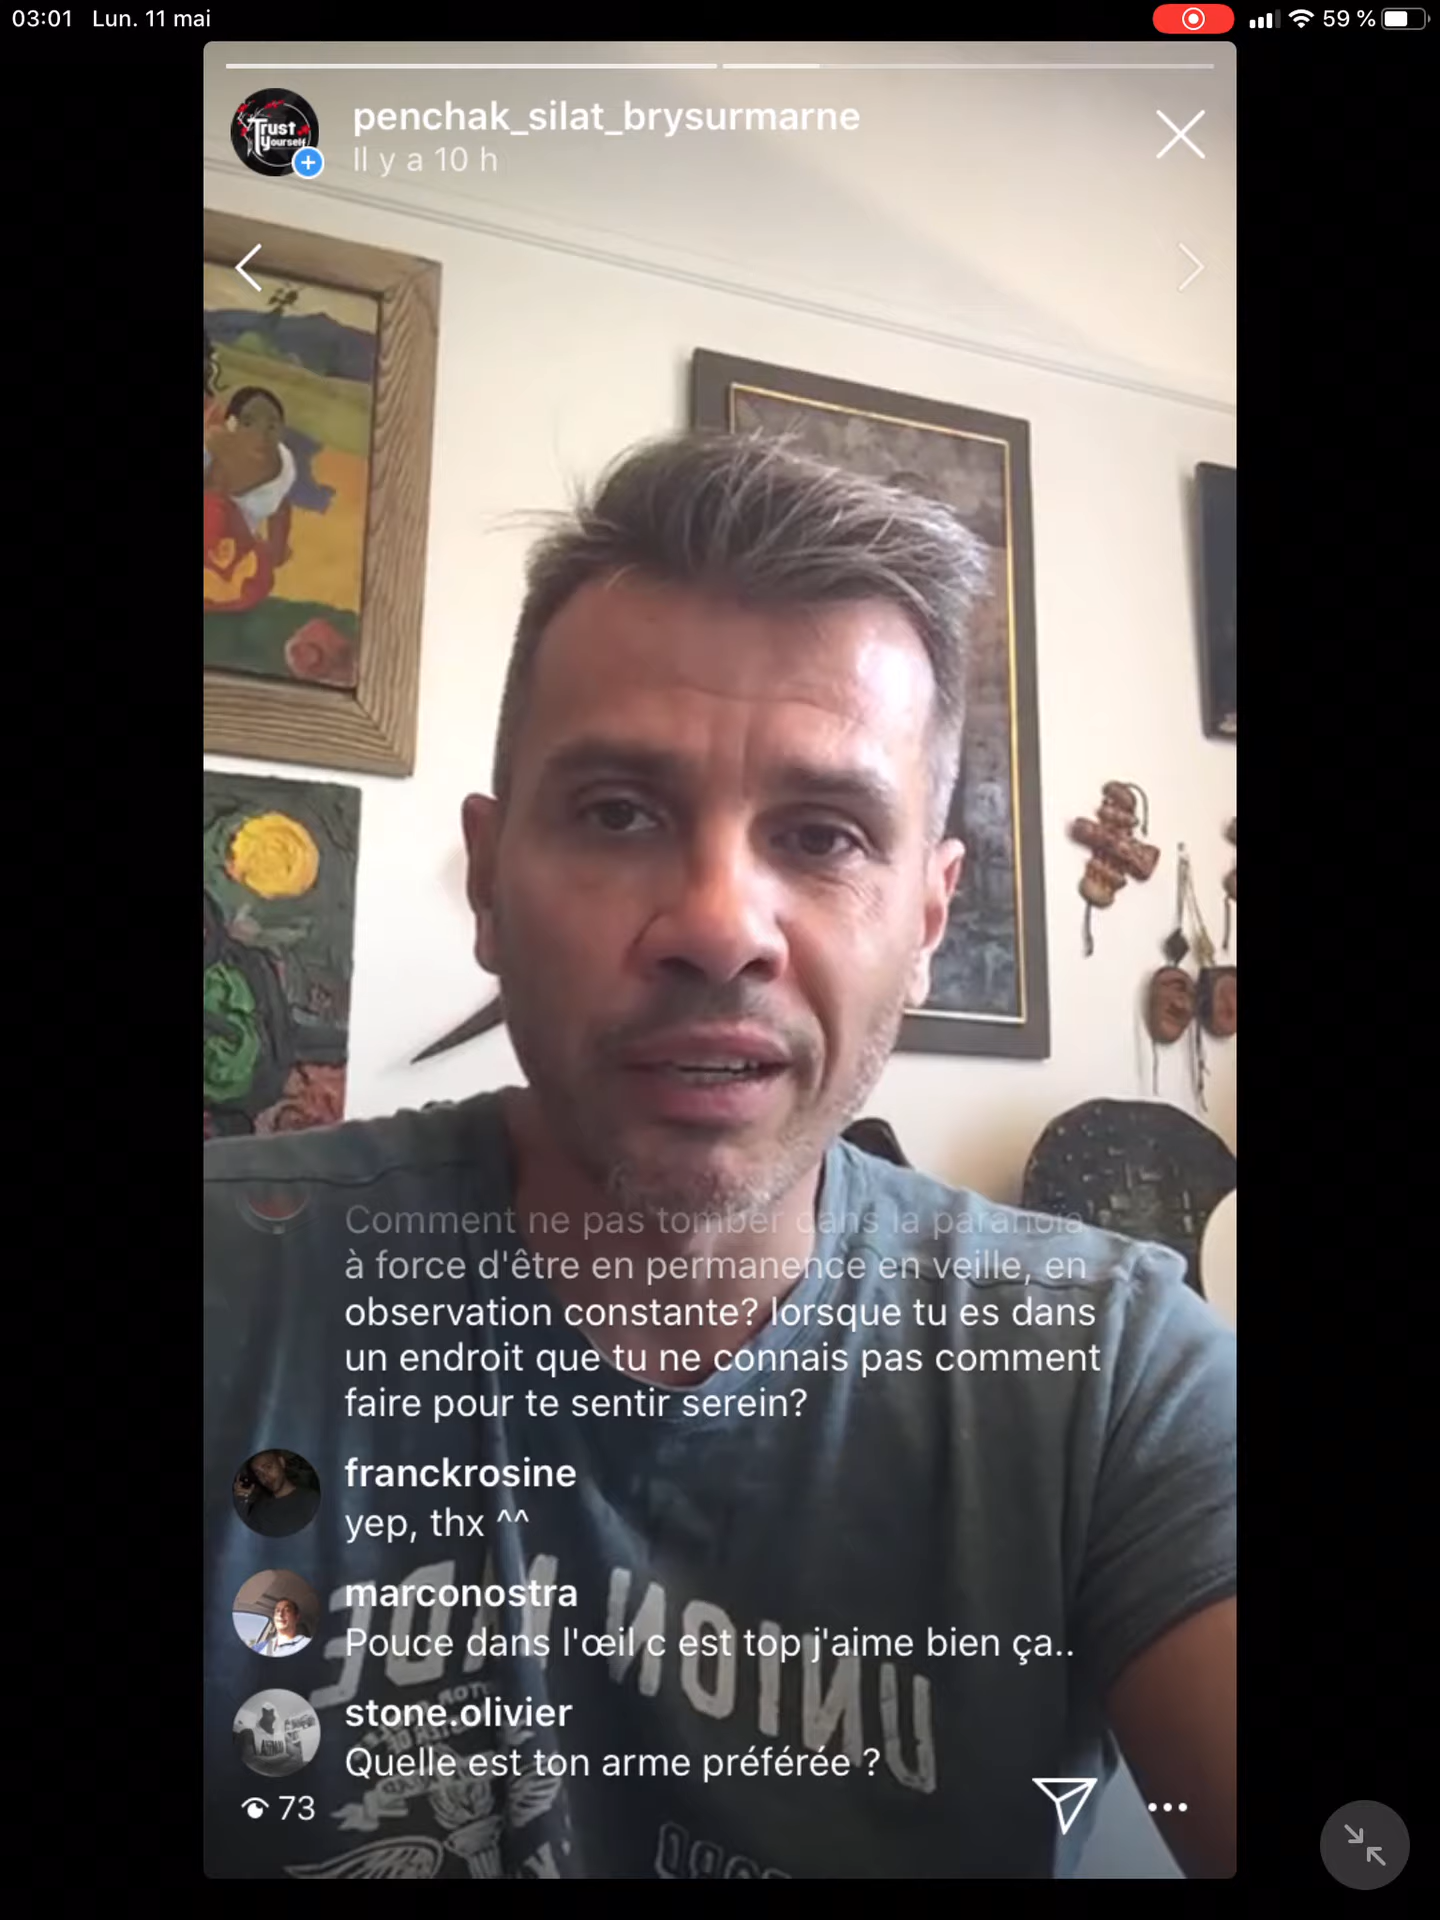 03:01 Lun. 11 mai 59 %
Trust
Yourself
penchak_silat_brysurmarne
Il y a 10 h
Comment ne pas tomber dans la paranoïa
à force d'être en permanence en veille, en
observation constante? lorsque tu es dans
un endroit que tu ne connais pas comment
faire pour te sentir serein?
franckrosine
yep, thx ^^
marconostra
Pouce dans l'œil c est top j'aime bien ça..
stone.olivier
Quelle est ton arme préférée ?
73
UNION